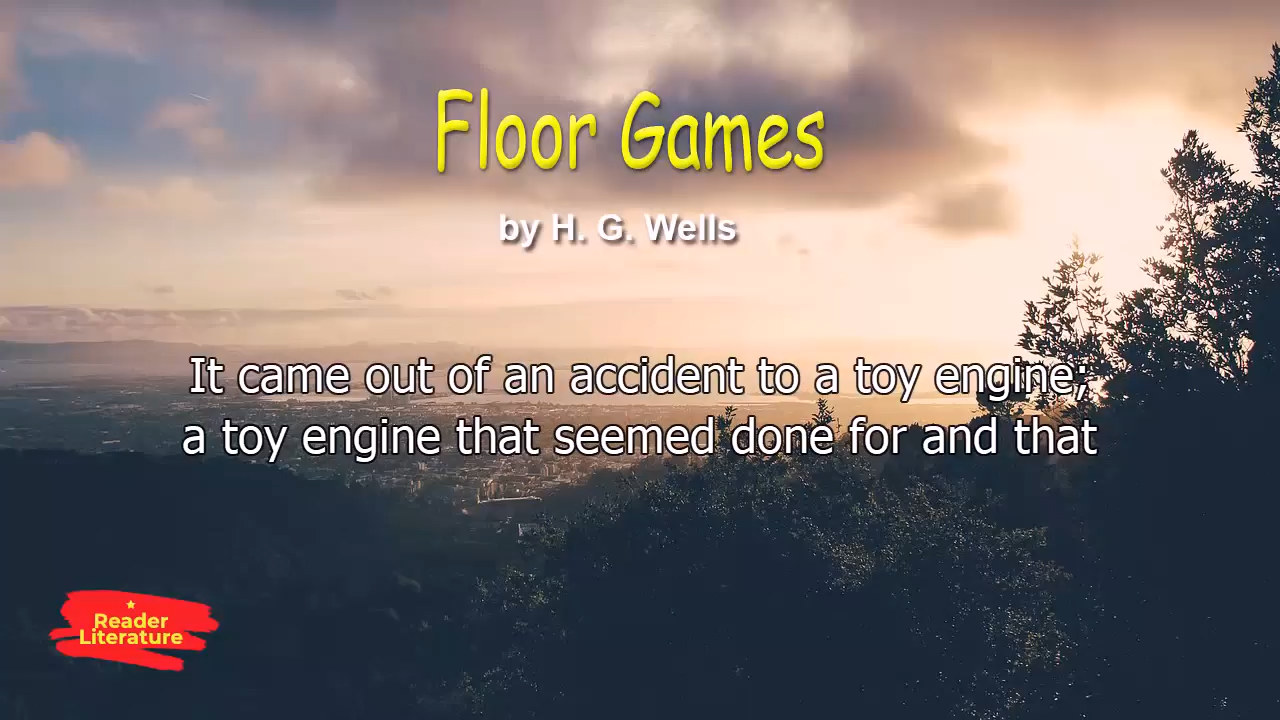 Floor Games
by H. G. Wells
It came out of an accident to a toy engine;
a toy engine that seemed done for and that
Reader
Literature